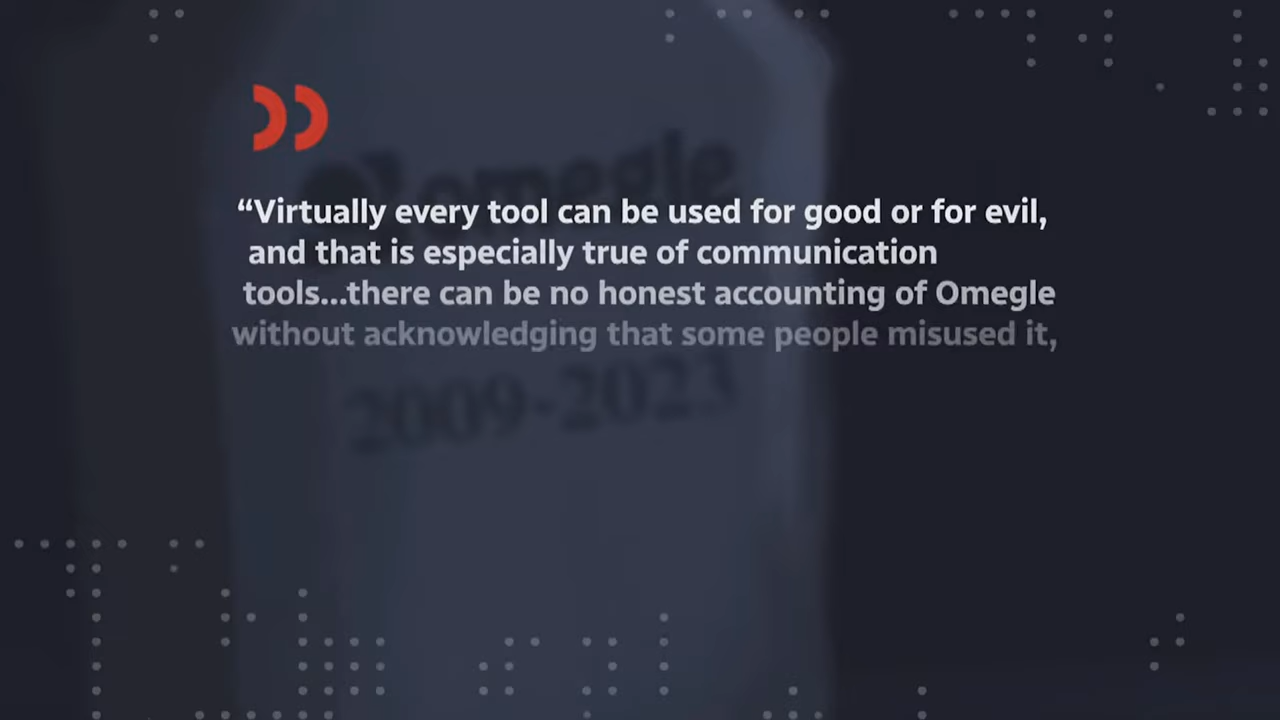 omegle
“Virtually every tool can be used for good or for evil,
and that is especially true of communication
tools...there can be no honest accounting of Omegle
without acknowledging that some people misused it,
2009-2023